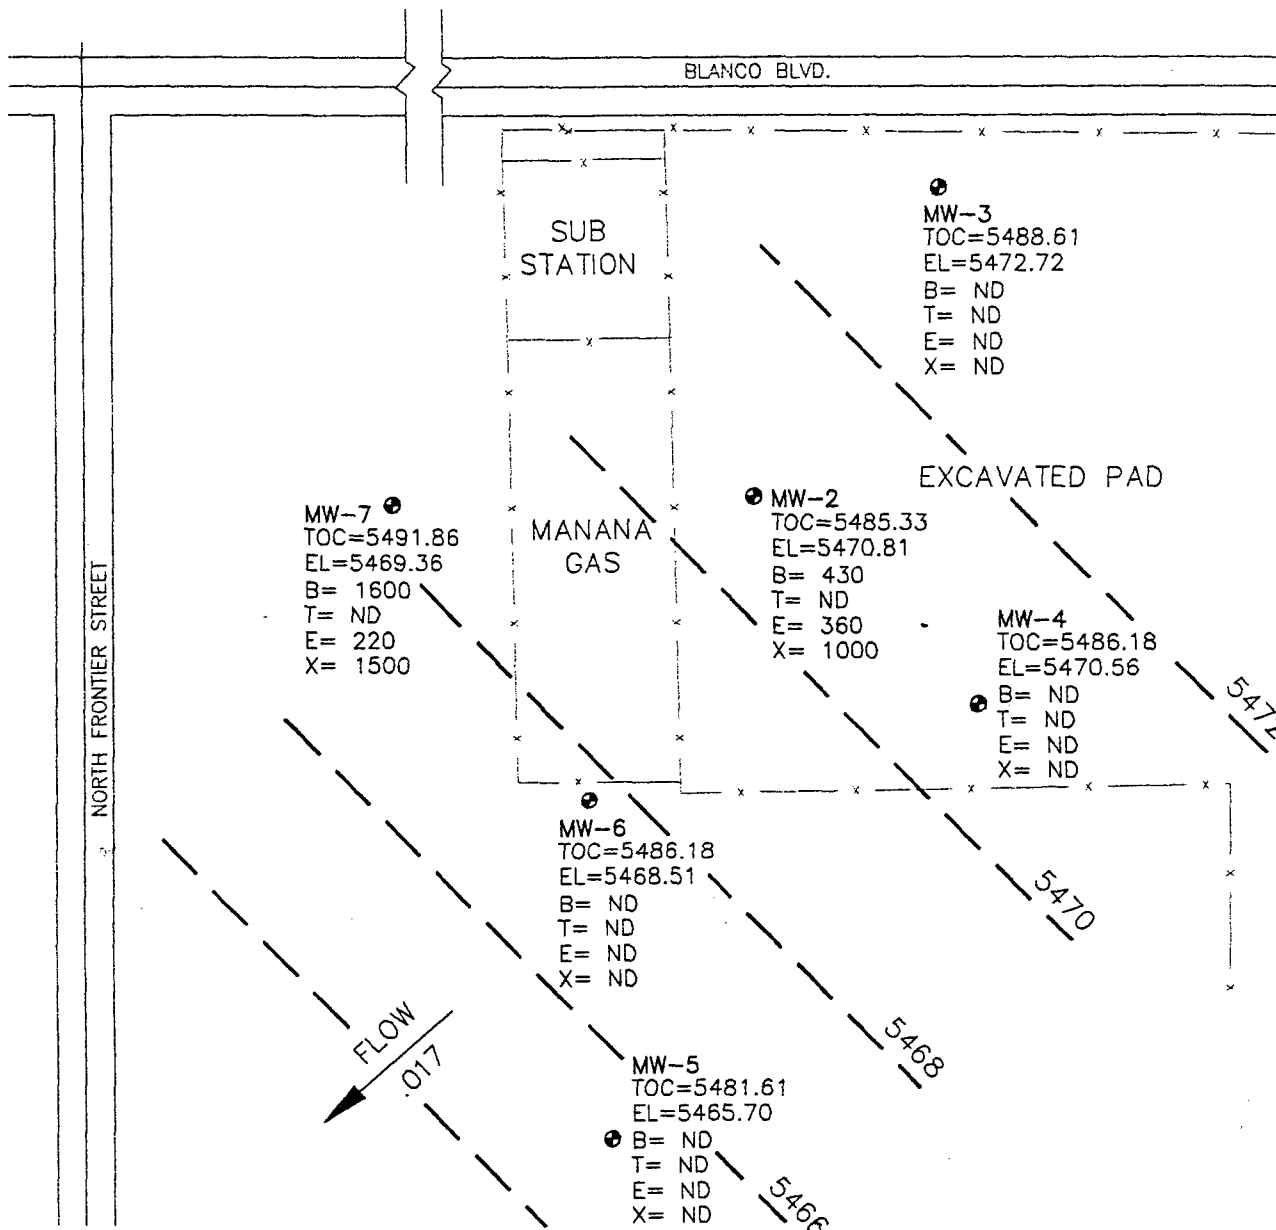 BLANCO BLVD.
SUB
STATION
MW-3
TOC=5488.61
EL=5472.72
B= ND
T= ND
E= ND
X= ND
EXCAVATED PAD
MW-7
TOC=5491.86
EL=5469.36
B= 1600
T= ND
E= 220
X= 1500
MANANA
GAS
MW-2
TOC=5485.33
EL=5470.81
B= 430
T= ND
E= 360
X= 1000
MW-4
TOC=5486.18
EL=5470.56
B= ND
T= ND
E= ND
X= ND
5472
NORTH FRONTIER STREET
MW-6
TOC=5486.18
EL=5468.51
B= ND
T= ND
E= ND
X= ND
5470
FLOW
.017
5468
MW-5
TOC=5481.61
EL=5465.70
B= ND
T= ND
E= ND
X= ND
5466